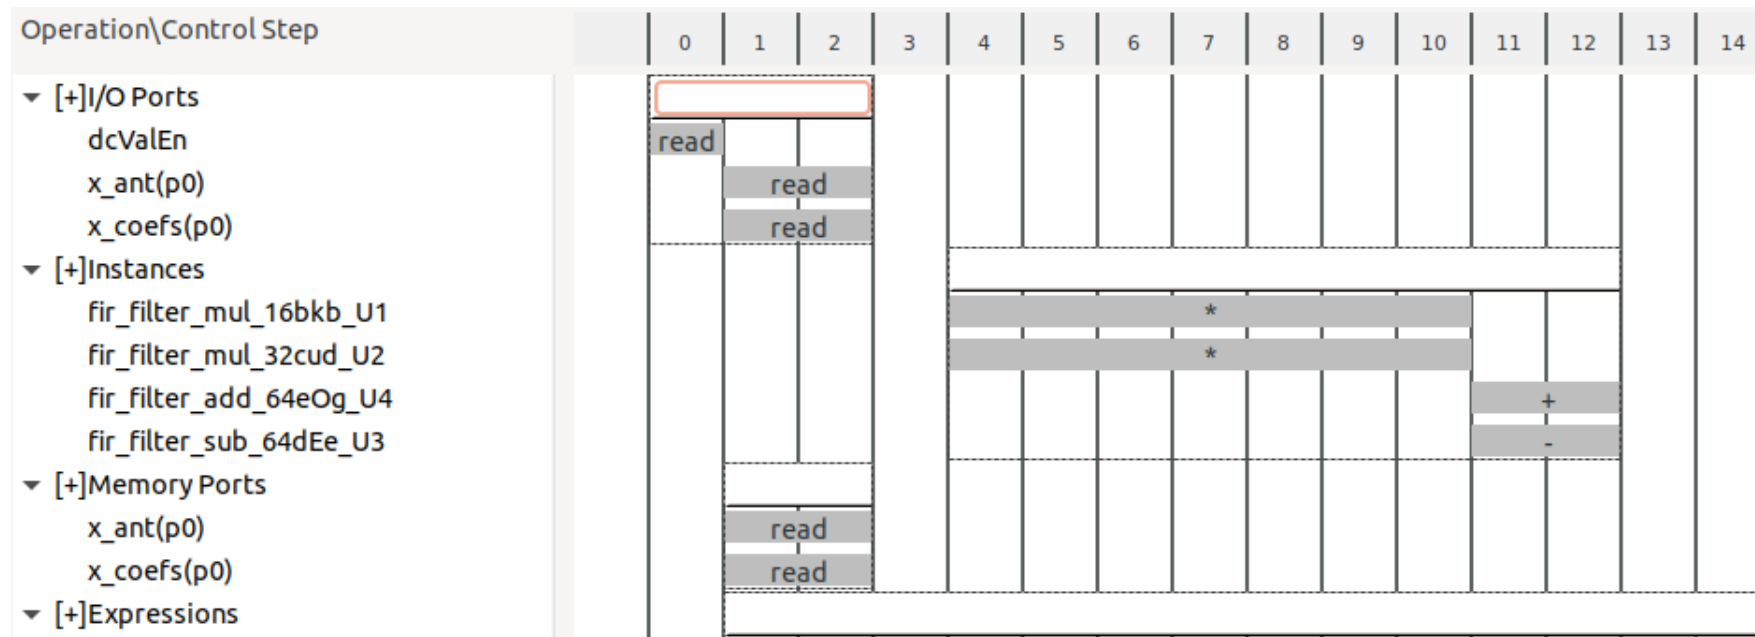 Operation\Control Step 0 1 2 3 4 5 6 7 8 9 10 11 12 13 14
[+]I/O Ports
dcValEn read
x_ant(p0) read
x_coefs(p0) read
[+]Instances
fir_filter_mul_16bkb_U1 *
fir_filter_mul_32cud_U2 *
fir_filter_add_64eOg_U4 +
fir_filter_sub_64dEe_U3 -
[+]Memory Ports
x_ant(p0) read
x_coefs(p0) read
[+]Expressions